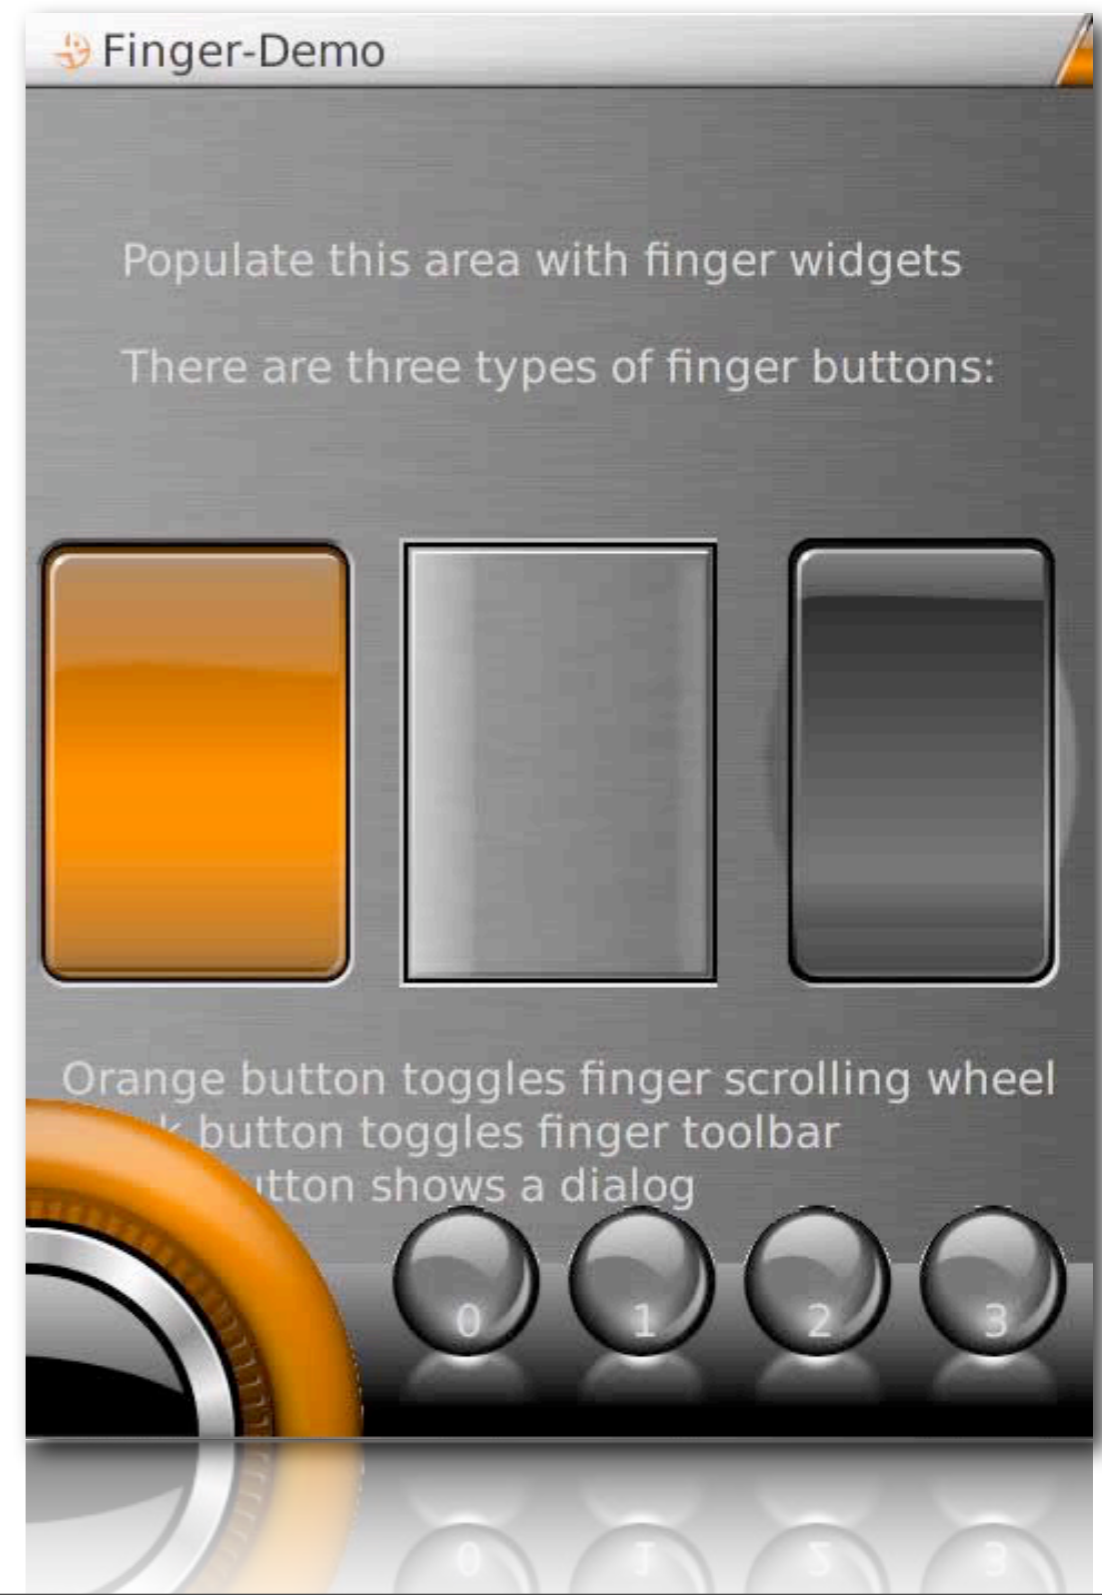 Finger-Demo
Populate this area with finger widgets
There are three types of finger buttons:
Orange button toggles finger scrolling wheel
button toggles finger toolbar
shows a dialog
0 1 2 3